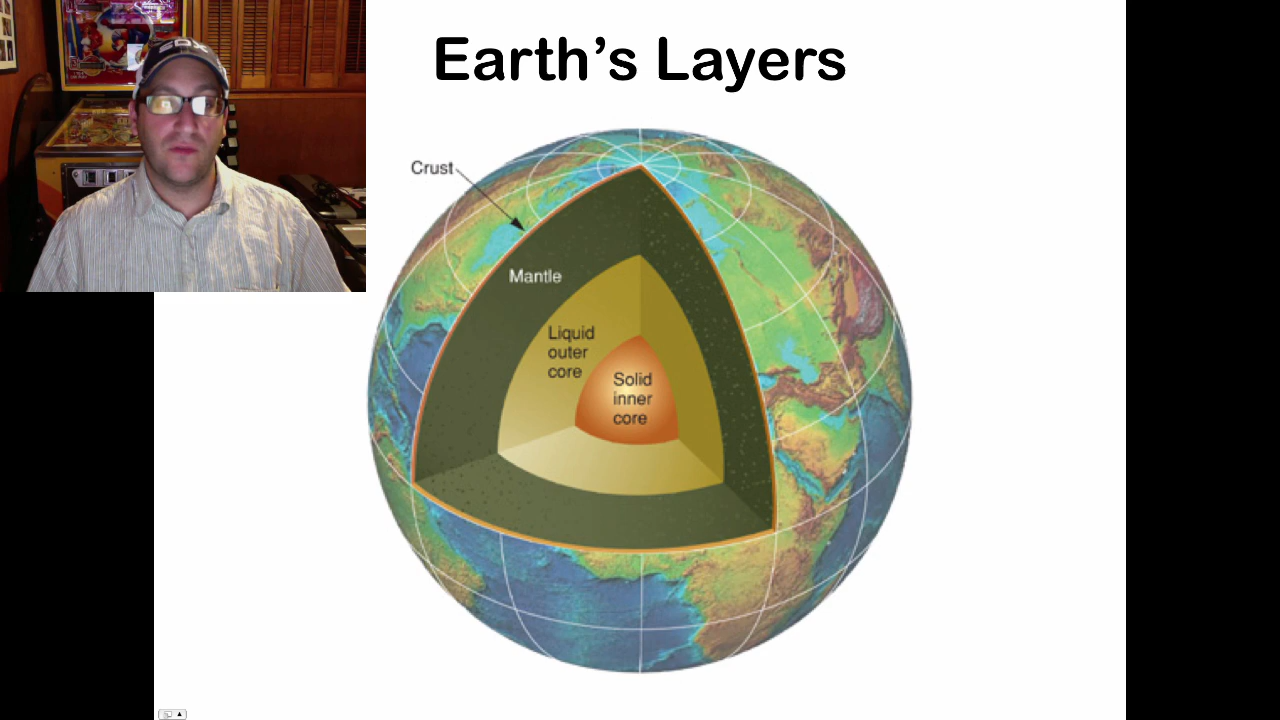 Earth's Layers
Crust
Mantle
Liquid
outer
core
Solid
inner
core